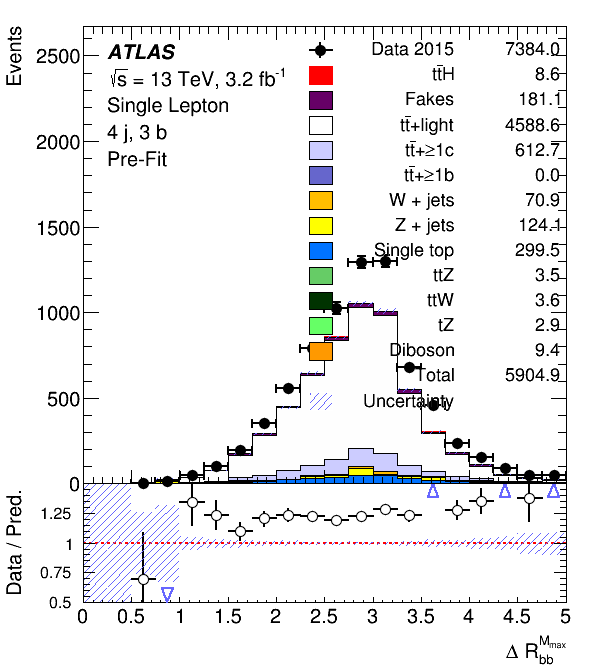 Events
ATLAS
√s = 13 TeV, 3.2 fb-1
Single Lepton
4 j, 3 b
Pre-Fit
Data 2015 7384.0
tt̄H 8.6
Fakes 181.1
tt̄+light 4588.6
tt̄+≥1c 612.7
tt̄+≥1b 0.0
W + jets 70.9
Z + jets 124.1
Single top 299.5
ttZ 3.5
ttW 3.6
tZ 2.9
Diboson 9.4
Total 5904.9
Uncertainty
2500
2000
1500
1000
500
0
Data / Pred.
1.25
1
0.75
0.5
0 0.5 1 1.5 2 2.5 3 3.5 4 4.5 5
Δ R bb Mmax